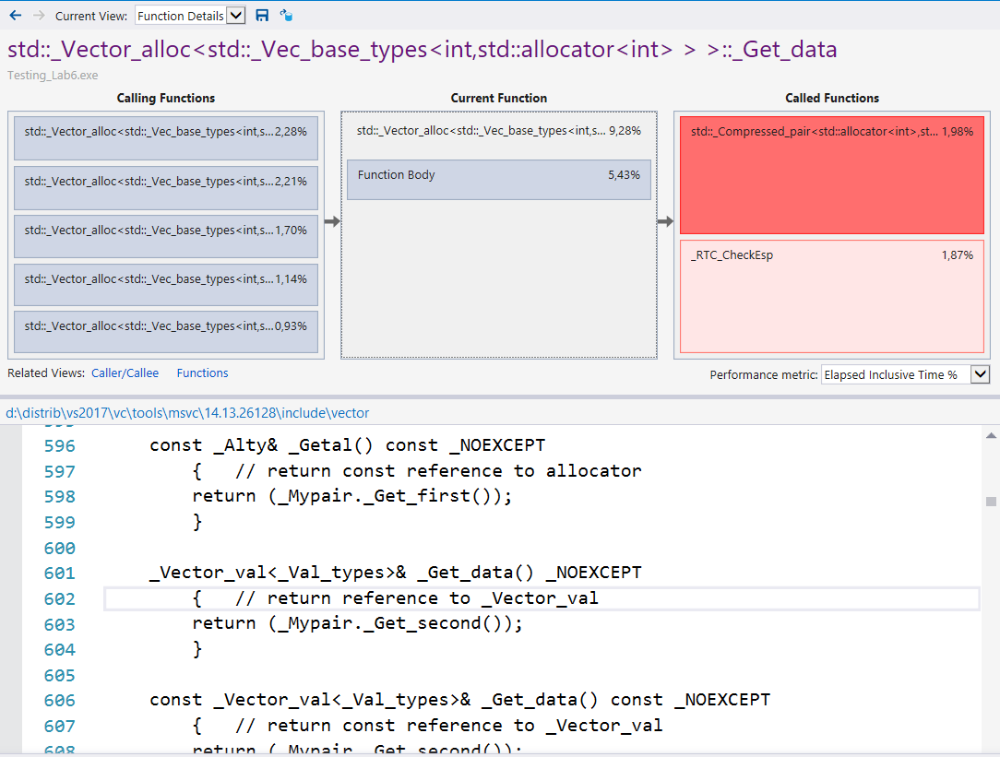 Current View: Function Details
std::_Vector_alloc<std::_Vec_base_types<int,std::allocator<int> > >::_Get_data
Testing_Lab6.exe
Calling Functions
Current Function
Called Functions
std::_Vector_alloc<std::_Vec_base_types<int,s... 2,28%
std::_Vector_alloc<std::_Vec_base_types<int,s... 2,21%
std::_Vector_alloc<std::_Vec_base_types<int,s... 1,70%
std::_Vector_alloc<std::_Vec_base_types<int,s... 1,14%
std::_Vector_alloc<std::_Vec_base_types<int,s... 0,93%
std::_Vector_alloc<std::_Vec_base_types<int,s... 9,28%
Function Body 5,43%
std::_Compressed_pair<std::allocator<int>,st... 1,98%
_RTC_CheckEsp 1,87%
Related Views: Caller/Callee Functions
Performance metric: Elapsed Inclusive Time %
d:\distrib\vs2017\vc\tools\msvc\14.13.26128\include\vector
595
596 const _Alty& _Getal() const _NOEXCEPT
597 { // return const reference to allocator
598 return (_Mypair._Get_first());
599 }
600
601 _Vector_val<_Val_types>& _Get_data() _NOEXCEPT
602 { // return reference to _Vector_val
603 return (_Mypair._Get_second());
604 }
605
606 const _Vector_val<_Val_types>& _Get_data() const _NOEXCEPT
607 { // return const reference to _Vector_val
608 return (_Mypair._Get_second());